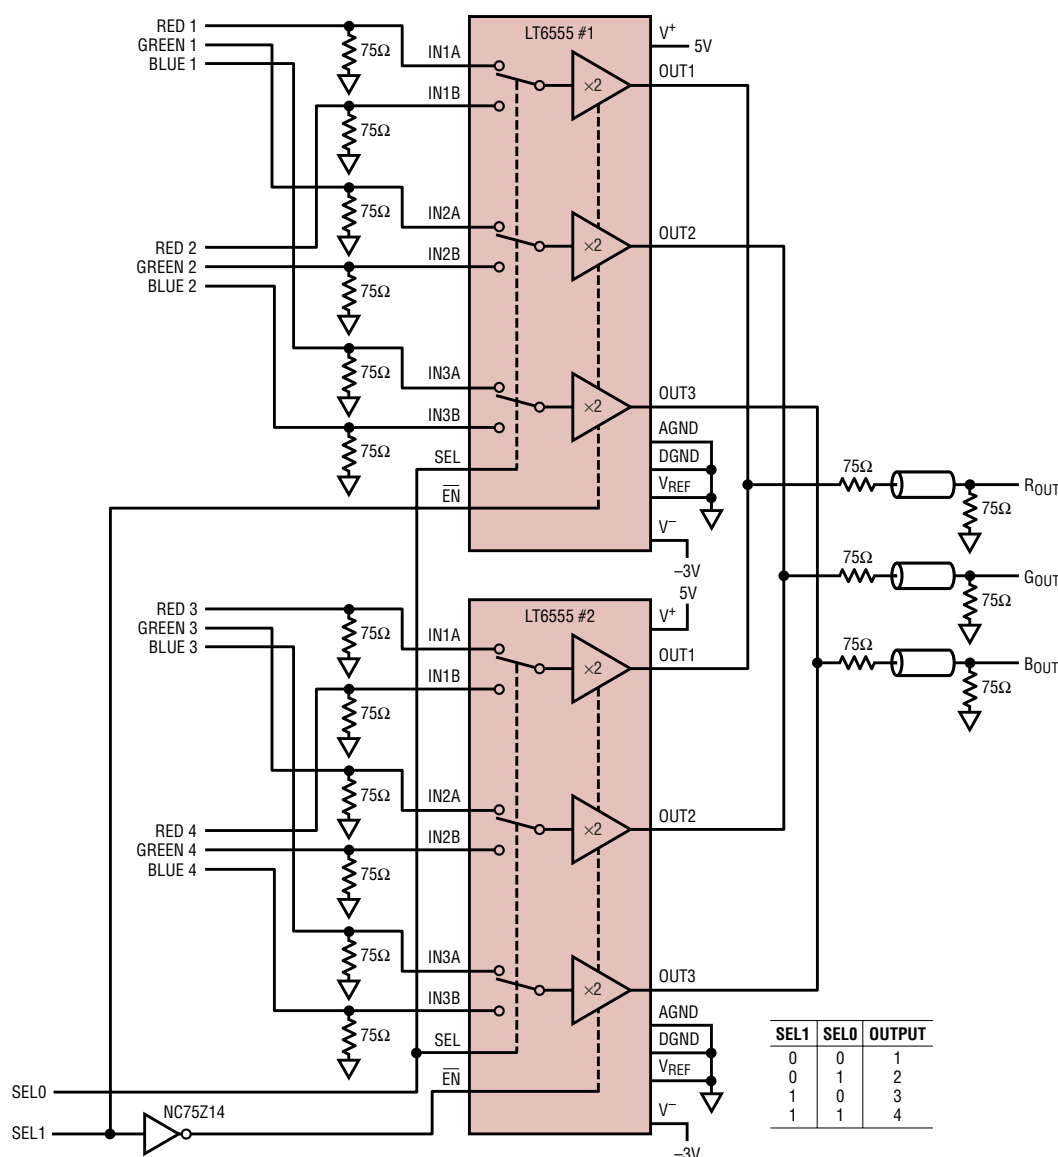 RED 1
GREEN 1
BLUE 1
75Ω
IN1A
LT6555 #1
V+
5V
OUT1
×2
IN1B
75Ω
75Ω
IN2A
OUT2
×2
RED 2
GREEN 2
BLUE 2
IN2B
75Ω
75Ω
IN3A
OUT3
×2
IN3B
75Ω
AGND
SEL
DGND
EN
VREF
V–
–3V
75Ω
ROUT
75Ω
75Ω
GOUT
75Ω
75Ω
BOUT
75Ω
RED 3
GREEN 3
BLUE 3
75Ω
IN1A
LT6555 #2
5V
V+
OUT1
×2
IN1B
75Ω
75Ω
IN2A
OUT2
×2
RED 4
GREEN 4
BLUE 4
IN2B
75Ω
75Ω
IN3A
OUT3
×2
IN3B
75Ω
AGND
SEL
DGND
EN
VREF
V–
–3V
SEL0
NC75Z14
SEL1
SEL1 SEL0 OUTPUT
0 0 1
0 1 2
1 0 3
1 1 4